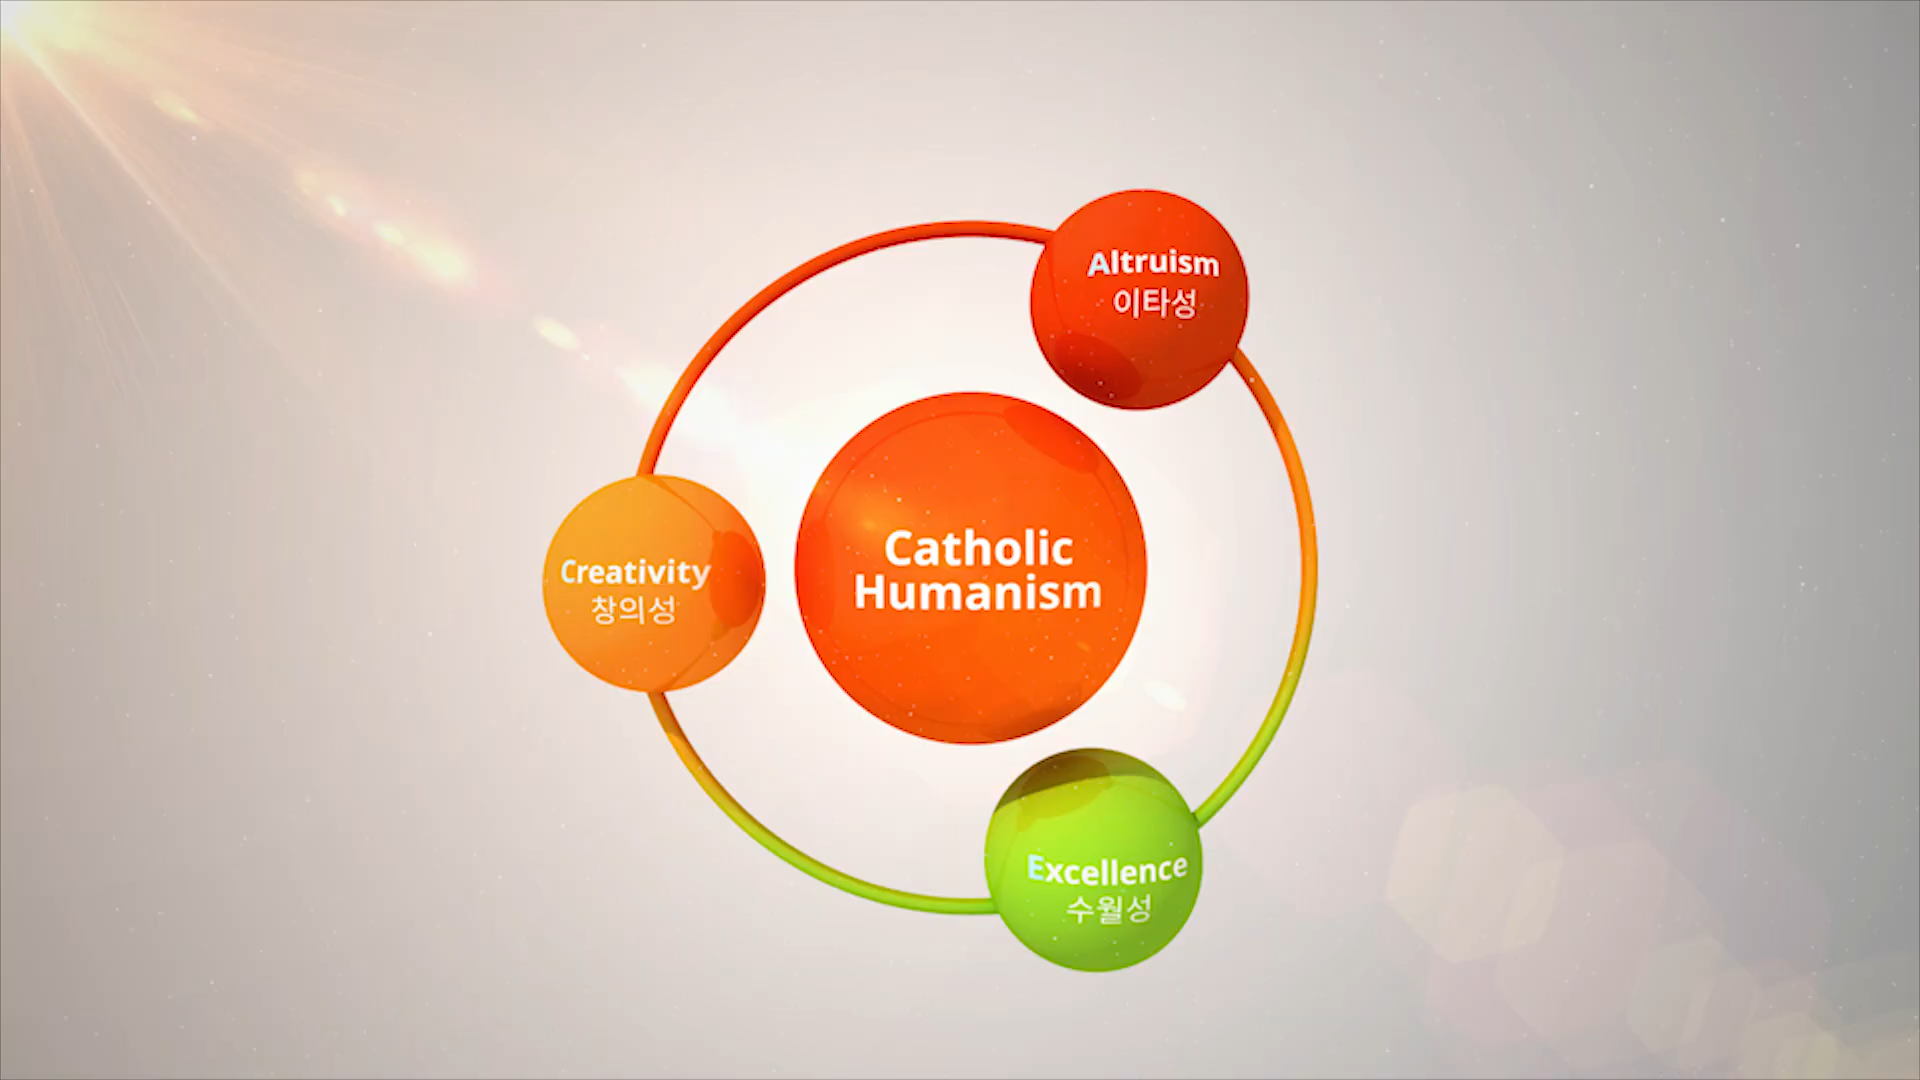 Altruism
이타성
Catholic
Humanism
Creativity
창의성
Excellence
수월성